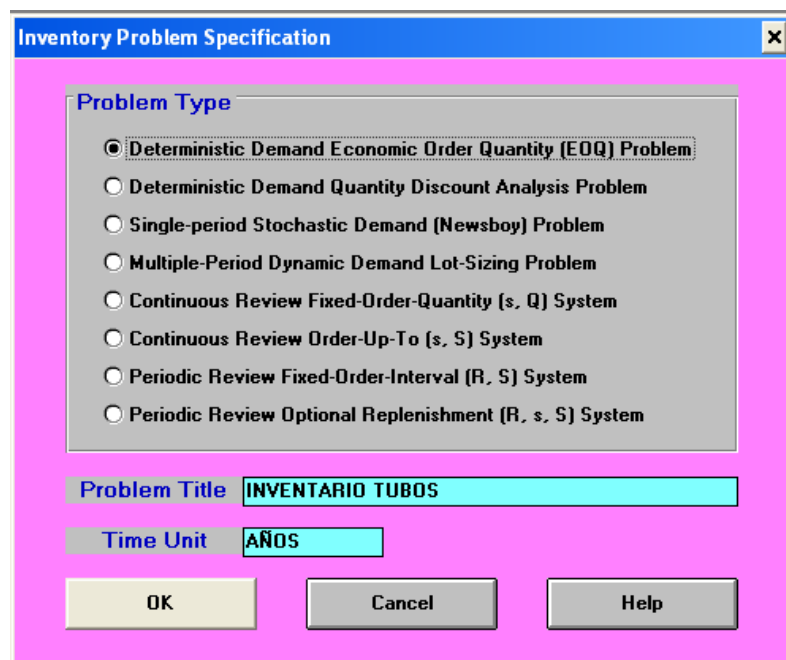 Inventory Problem Specification
Problem Type
Deterministic Demand Economic Order Quantity (EOQ) Problem
Deterministic Demand Quantity Discount Analysis Problem
Single-period Stochastic Demand (Newsboy) Problem
Multiple-Period Dynamic Demand Lot-Sizing Problem
Continuous Review Fixed-Order-Quantity (s, Q) System
Continuous Review Order-Up-To (s, S) System
Periodic Review Fixed-Order-Interval (R, S) System
Periodic Review Optional Replenishment (R, s, S) System
Problem Title INVENTARIO TUBOS
Time Unit AÑOS
OK Cancel Help